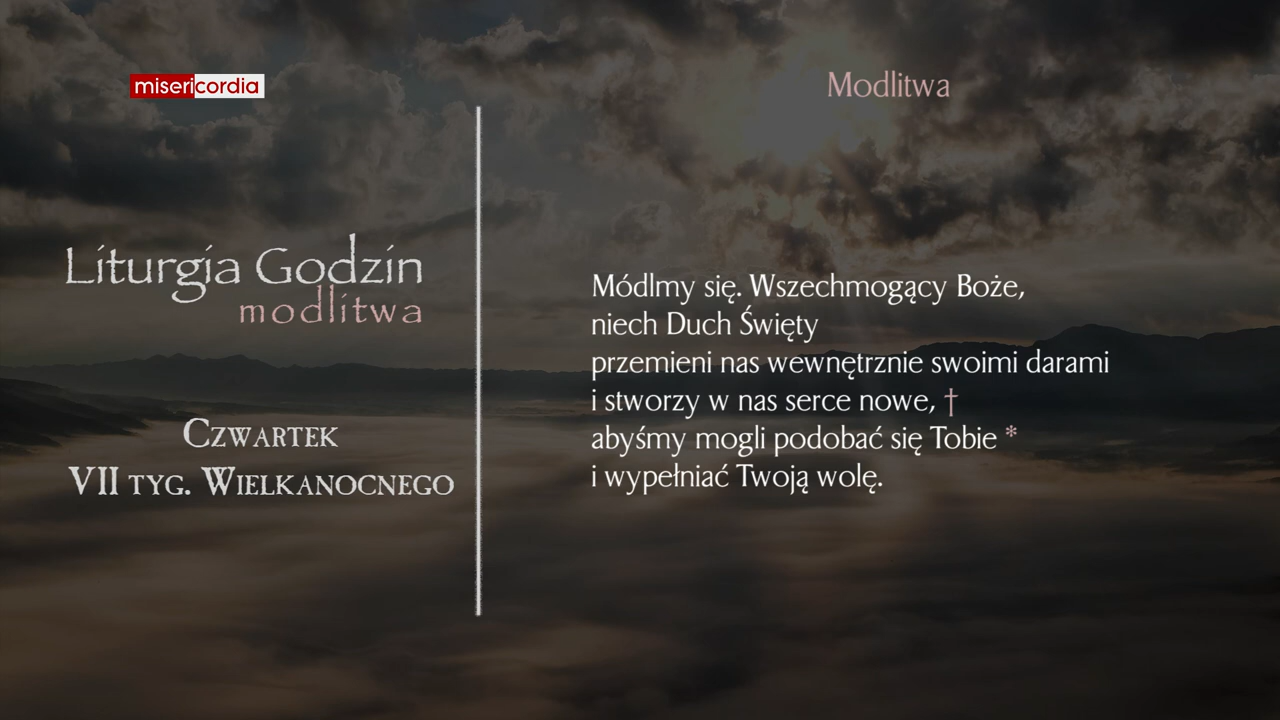 misericordia
Liturgia Godzin
modlitwa
Czwartek
VII tyg. Wielkanocnego
Modlitwa
Módlmy się. Wszechmogący Boże,
niech Duch Święty
przemieni nas wewnętrznie swoimi darami
i stworzy w nas serce nowe, †
abyśmy mogli podobać się Tobie *
i wypełniać Twoją wolę.